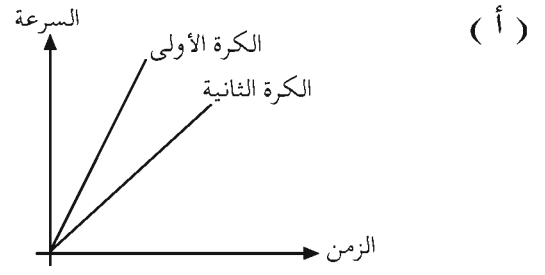 ( أ )
السرعة
الكرة الأولى
الكرة الثانية
الزمن